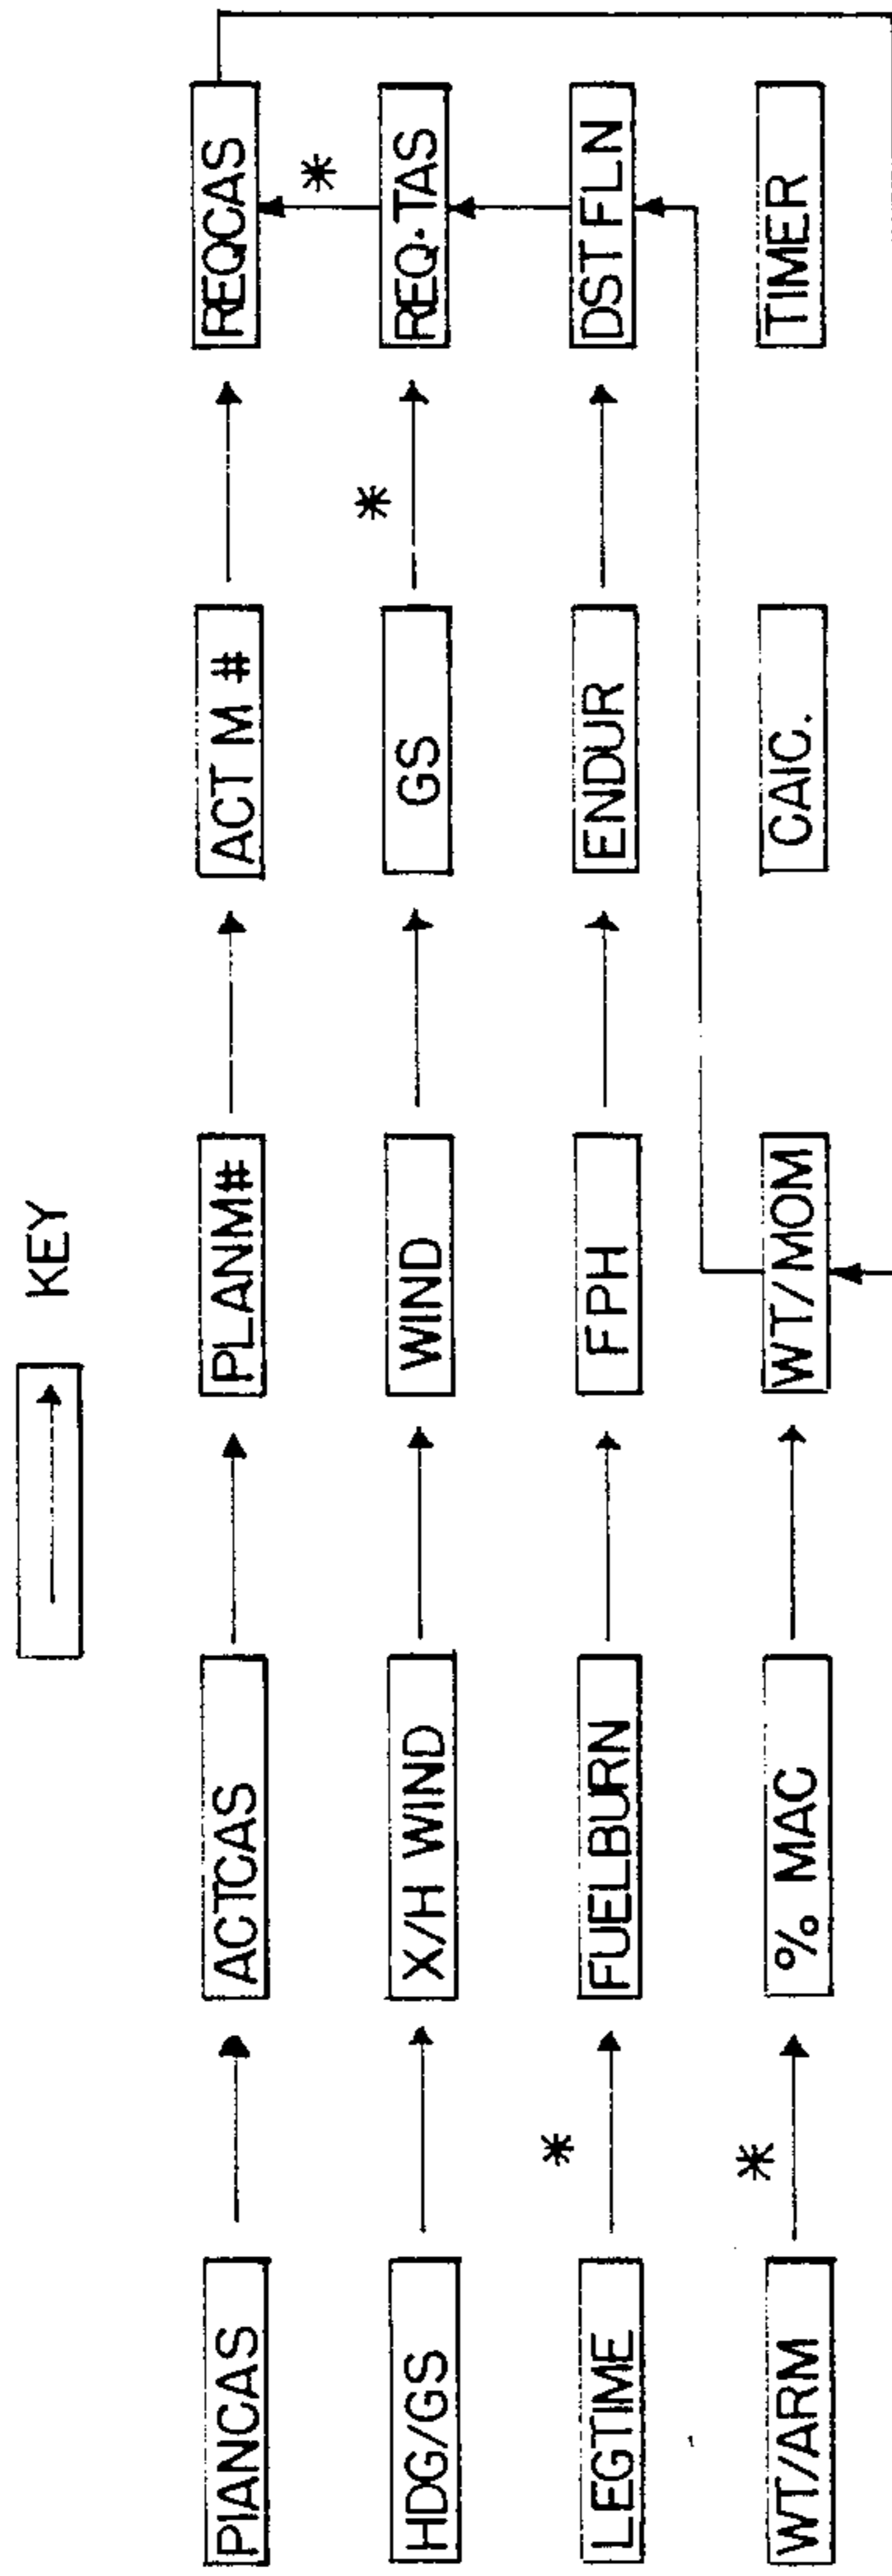 KEY
PIANCAS
ACTCAS
PLANM#
ACT M #
REQCAS
*
HDG/GS
X/H WIND
WIND
GS
*
REQ·TAS
LEGTIME
*
FUELBURN
FPH
ENDUR
DST FLN
WT/ARM
*
% MAC
WT/MOM
CAIC.
TIMER